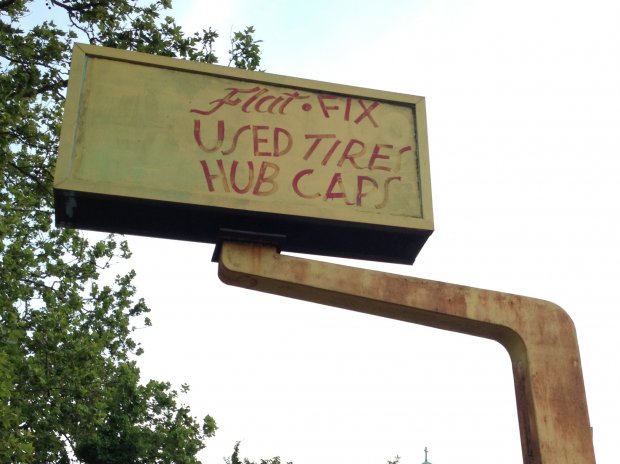 Flat • FIX
USED TIRES
HUB CAPS